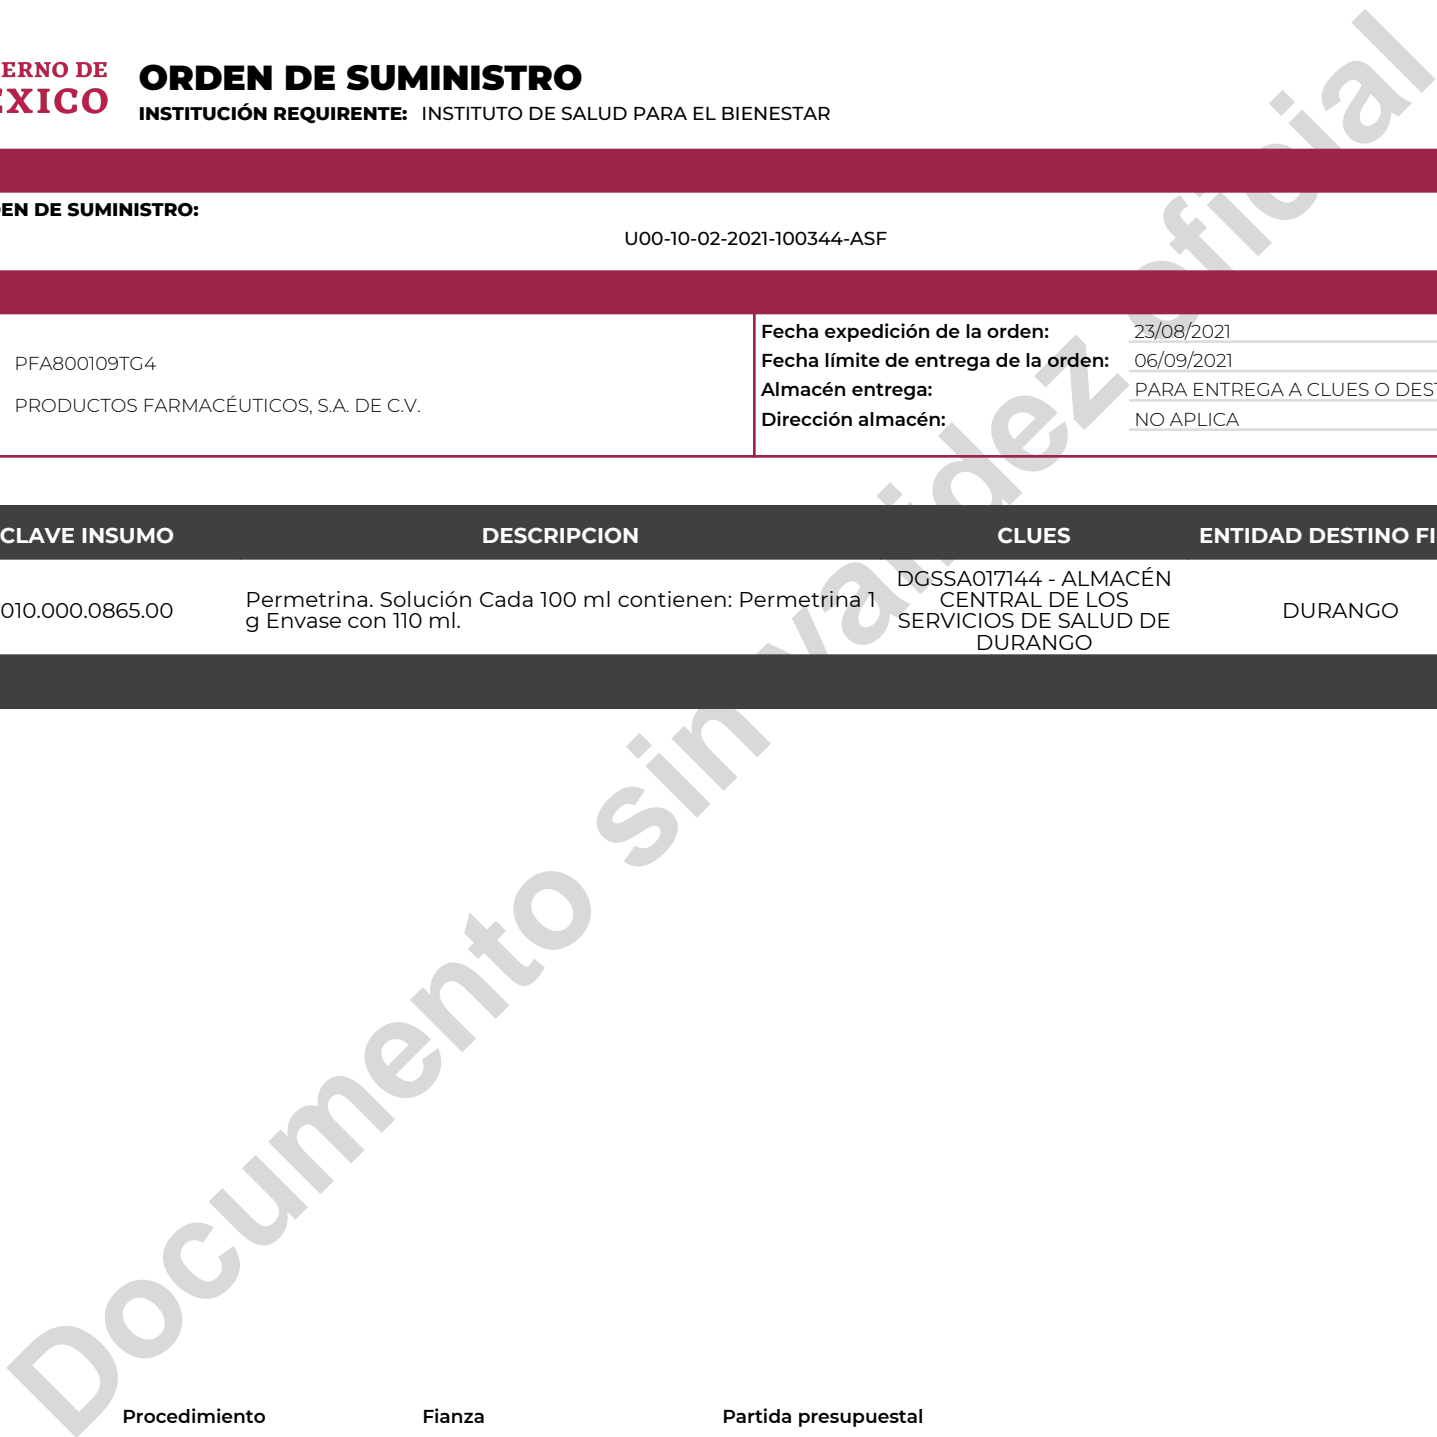 ERNO DE
ORDEN DE SUMINISTRO
XICO
INSTITUCIÓN REQUIRENTE: INSTITUTO DE SALUD PARA EL BIENESTAR
EN DE SUMINISTRO:
U00-10-02-2021-100344-ASF
PFA800109TG4
PRODUCTOS FARMACÉUTICOS, S.A. DE C.V.
Fecha expedición de la orden: 23/08/2021
Fecha límite de entrega de la orden: 06/09/2021
Almacén entrega: PARA ENTREGA A CLUES O DES
Dirección almacén: NO APLICA
CLAVE INSUMO DESCRIPCION CLUES ENTIDAD DESTINO FI
010.000.0865.00
Permetrina. Solución Cada 100 ml contienen: Permetrina 1
g Envase con 110 ml.
DGSSA017144 - ALMACÉN
CENTRAL DE LOS
SERVICIOS DE SALUD DE
DURANGO
DURANGO
Documento sin validez oficial
Procedimiento Fianza Partida presupuestal